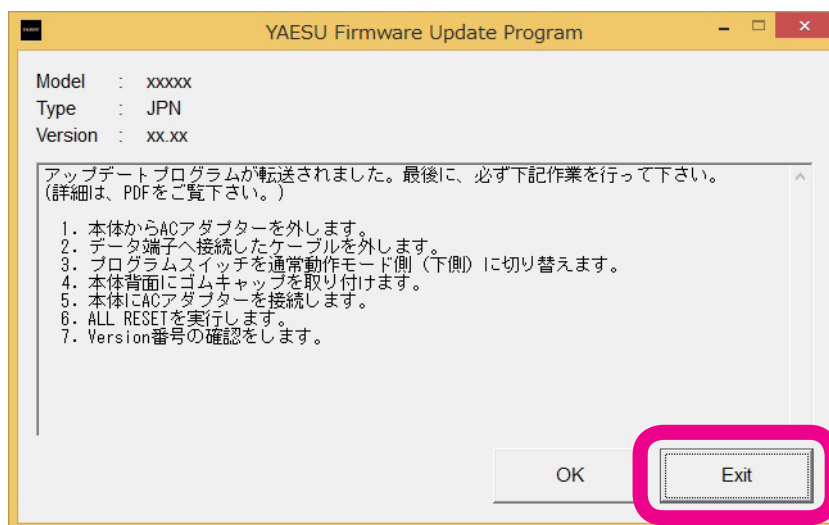 YAESU Firmware Update Program
Model : xxxxx
Type : JPN
Version : xx.xx
アップデートプログラムが転送されました。最後に、必ず下記作業を行って下さい。
(詳細は、PDFをご覧下さい。)
1. 本体からACアダプターを外します。
2. データ端子へ接続したケーブルを外します。
3. プログラムスイッチを通常動作モード側（下側）に切り替えます。
4. 本体背面にゴムキャップを取り付けます。
5. 本体にACアダプターを接続します。
6. ALL RESETを実行します。
7. Version番号の確認をします。
OK
Exit